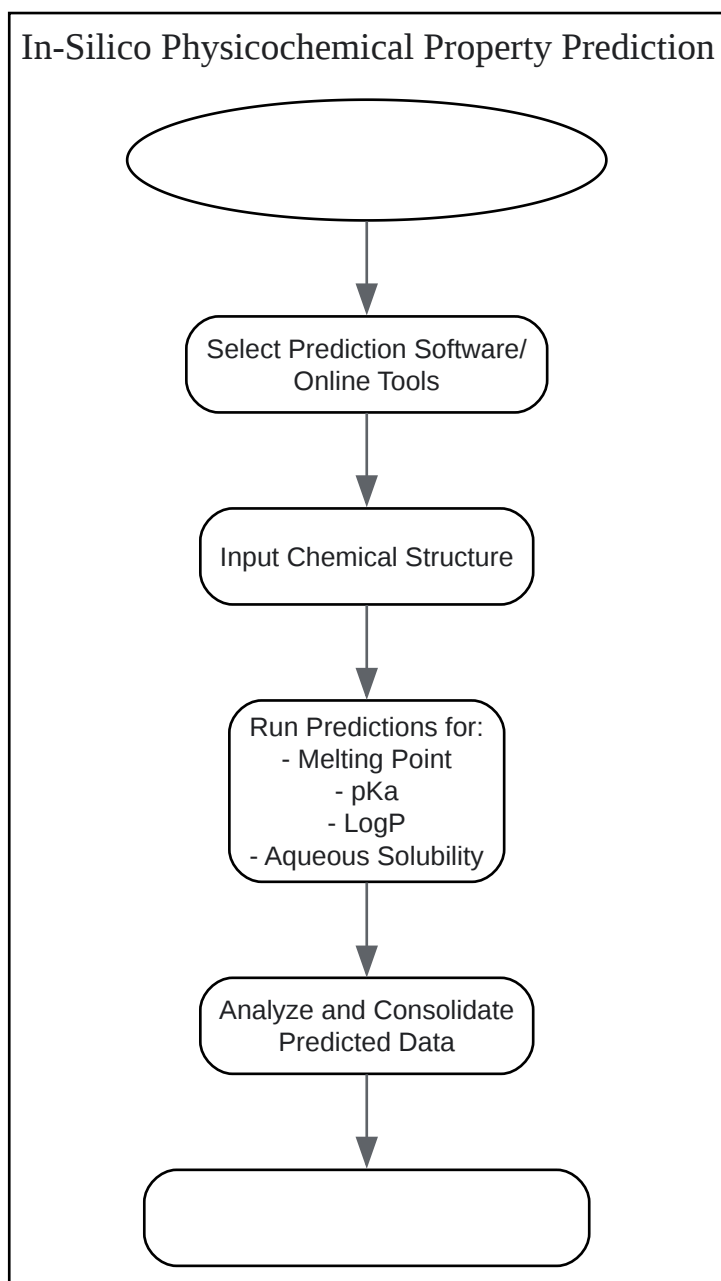 In-Silico Physicochemical Property Prediction
Select Prediction Software/
Online Tools
Input Chemical Structure
Run Predictions for:
- Melting Point
- pKa
- LogP
- Aqueous Solubility
Analyze and Consolidate
Predicted Data